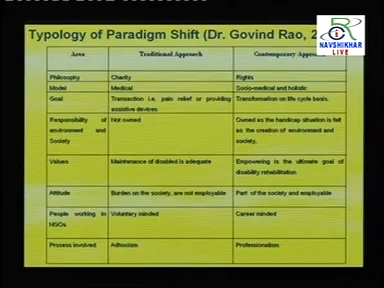 Typology of Paradigm Shift (Dr. Govind Rao, 2
NAVSHIKHAR
LIVE
Area Traditional Approach Contemporary
Philosophy Charity Rights
Model Medical Socio-medical and holistic
Goal Transaction i.e. pain relief or providing Transformation on life cycle basis.
assistive devices
Responsibility of Not owned Owned as the handicap situation is felt
environment and as the creation of environment and
Society society.
Values Maintenance of disabled is adequate Empowering is the ultimate goal of
disability rehabilitation
Attitude Burden on the society, are not employable Part of the society and employable
People working in Voluntary minded Career minded
NGOs
Process involved Adhocism Professionalism